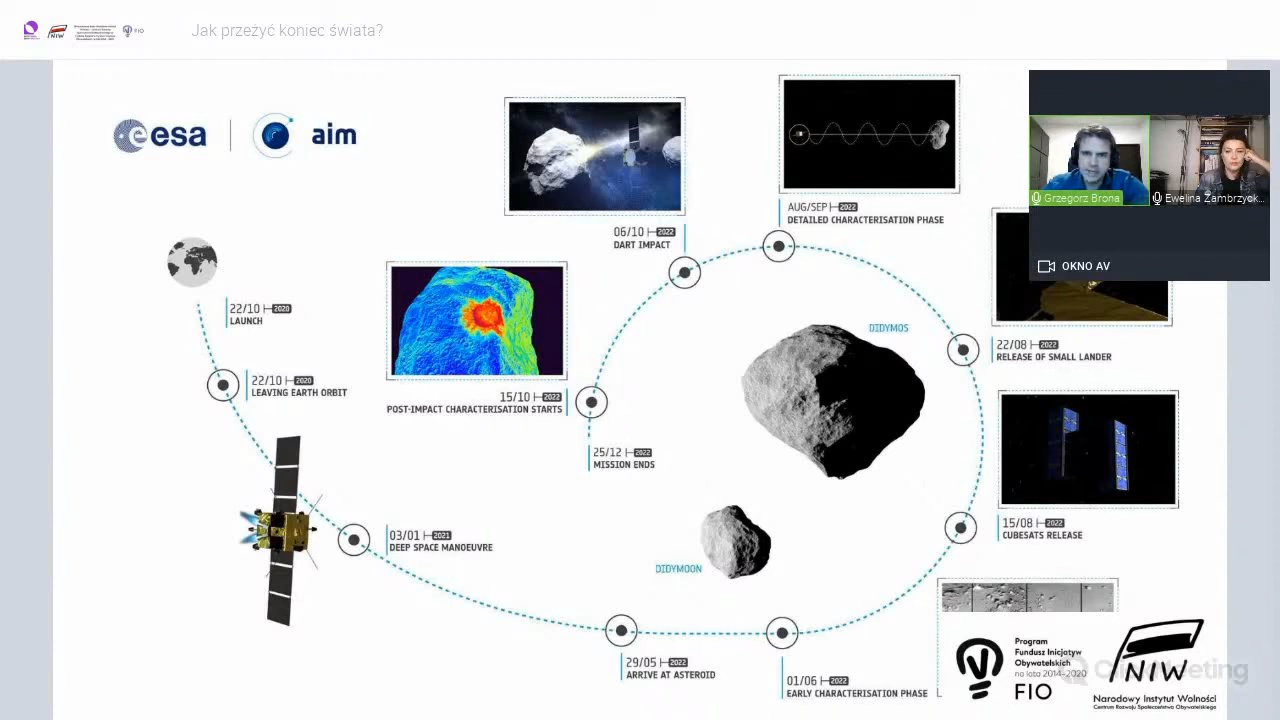 NIW
FIO
Jak przeżyć koniec świata?
esa
aim
22/10 2020
LAUNCH
22/10 2020
LEAVING EARTH ORBIT
03/01 2021
DEEP SPACE MANOEUVRE
29/05 2022
ARRIVE AT ASTEROID
01/06 2022
EARLY CHARACTERISATION PHASE
15/08 2022
CUBESATS RELEASE
22/08 2022
RELEASE OF SMALL LANDER
AUG/SEP 2022
DETAILED CHARACTERISATION PHASE
06/10 2022
DART IMPACT
15/10 2022
POST-IMPACT CHARACTERISATION STARTS
25/12 2022
MISSION ENDS
DIDYMOS
DIDYMOON
Grzegorz Brona
Ewelina Zambrzyck...
OKNO AV
Program
Fundusz Inicjatyw
Obywatelskich
na lata 2014-2020
FIO
NIW
Narodowy Instytut Wolności
Centrum Rozwoju Społeczeństwa Obywatelskiego